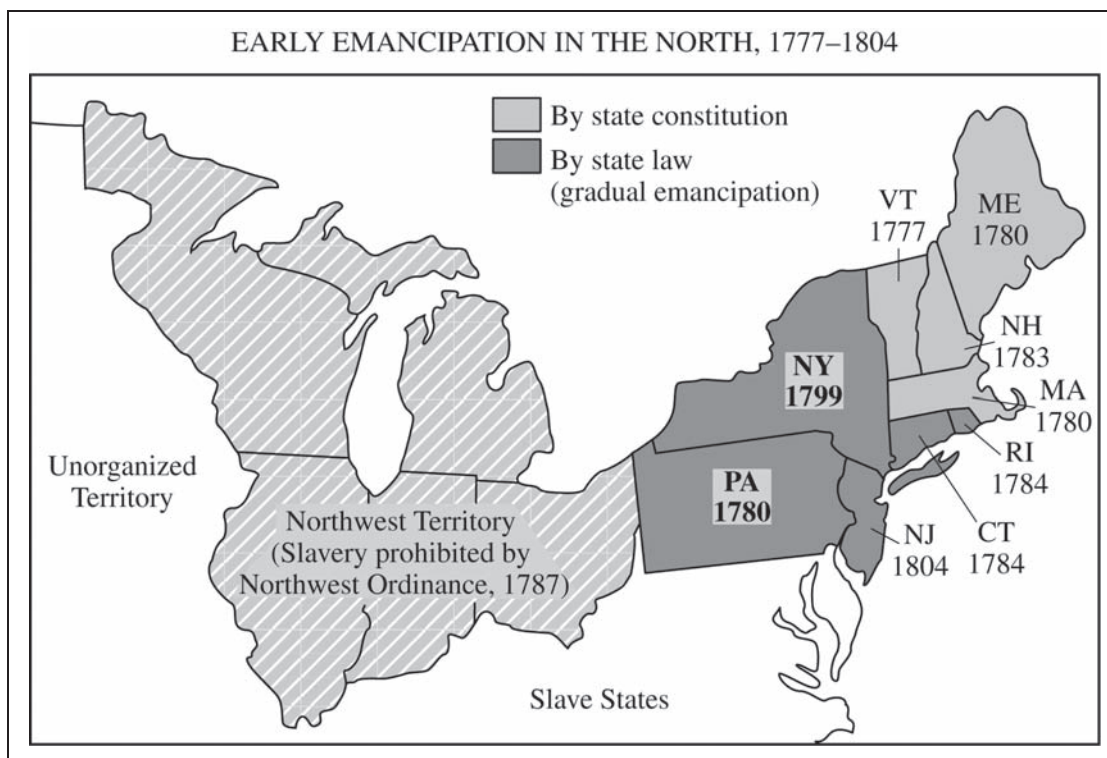 EARLY EMANCIPATION IN THE NORTH, 1777–1804
By state constitution
By state law
(gradual emancipation)
VT
1777
ME
1780
NH
1783
MA
1780
NY
1799
RI
1784
PA
1780
CT
1784
NJ
1804
Unorganized
Territory
Northwest Territory
(Slavery prohibited by
Northwest Ordinance, 1787)
Slave States